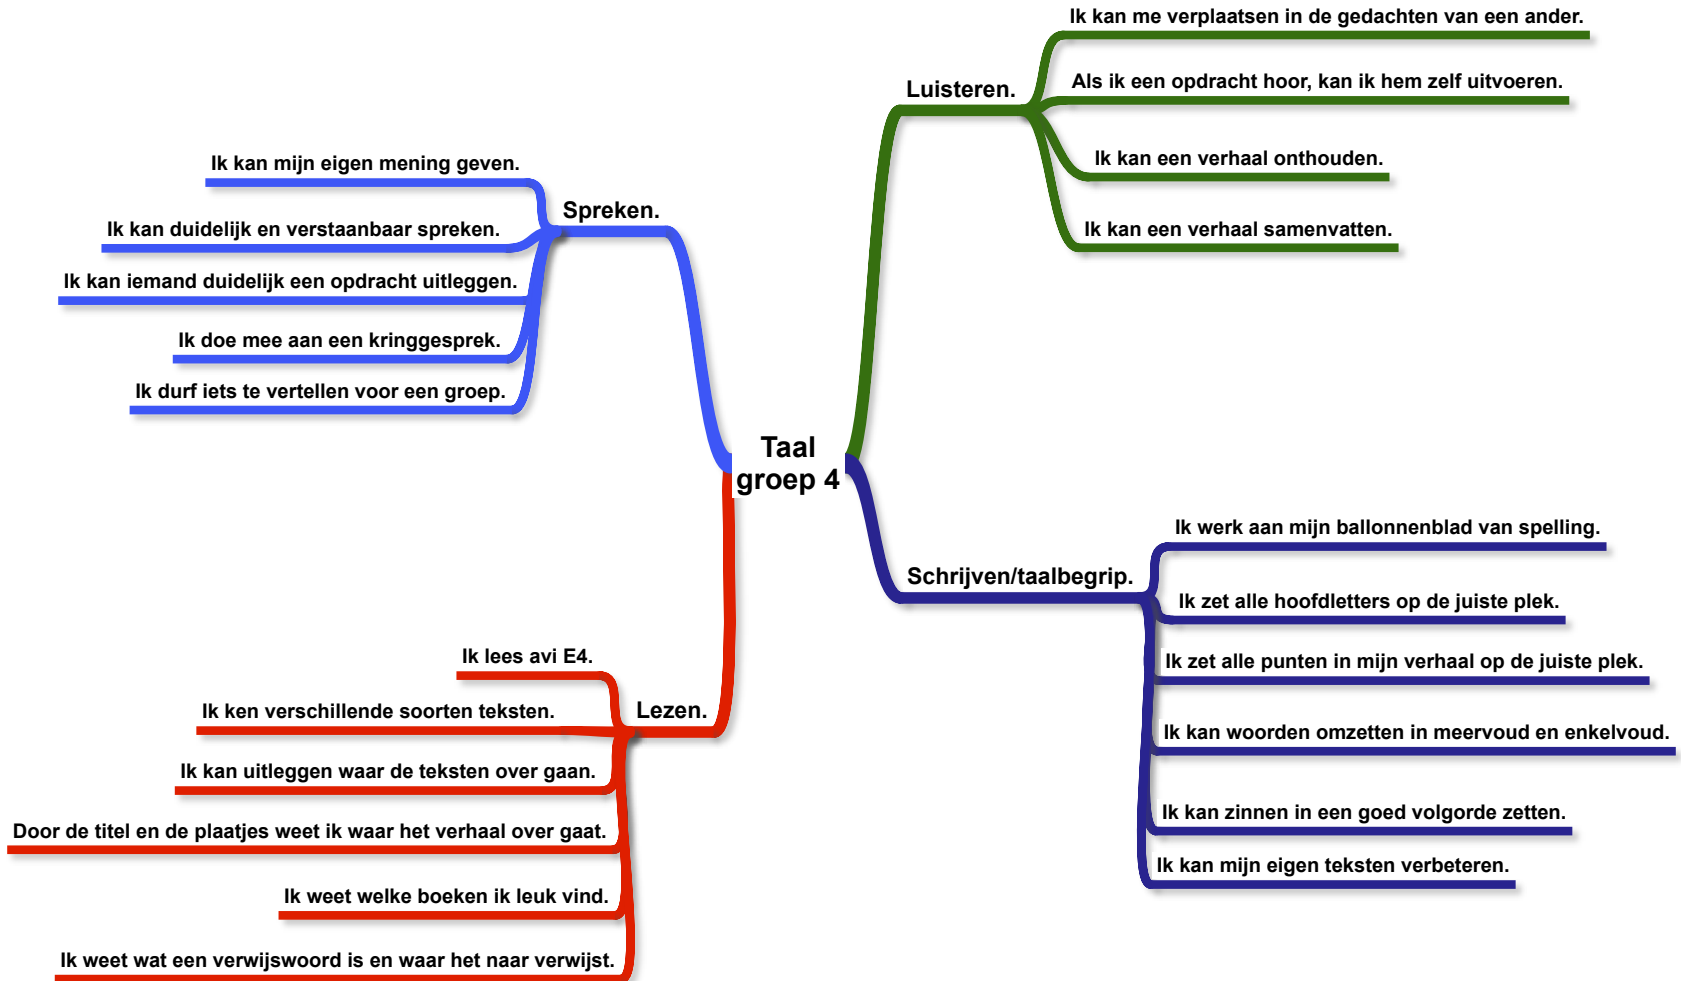 Taal
groep 4
Luisteren.
Ik kan me verplaatsen in de gedachten van een ander.
Als ik een opdracht hoor, kan ik hem zelf uitvoeren.
Ik kan een verhaal onthouden.
Ik kan een verhaal samenvatten.
Schrijven/taalbegrip.
Ik werk aan mijn ballonnenblad van spelling.
Ik zet alle hoofdletters op de juiste plek.
Ik zet alle punten in mijn verhaal op de juiste plek.
Ik kan woorden omzetten in meervoud en enkelvoud.
Ik kan zinnen in een goed volgorde zetten.
Ik kan mijn eigen teksten verbeteren.
Spreken.
Ik kan mijn eigen mening geven.
Ik kan duidelijk en verstaanbaar spreken.
Ik kan iemand duidelijk een opdracht uitleggen.
Ik doe mee aan een kringgesprek.
Ik durf iets te vertellen voor een groep.
Lezen.
Ik lees avi E4.
Ik ken verschillende soorten teksten.
Ik kan uitleggen waar de teksten over gaan.
Door de titel en de plaatjes weet ik waar het verhaal over gaat.
Ik weet welke boeken ik leuk vind.
Ik weet wat een verwijswoord is en waar het naar verwijst.